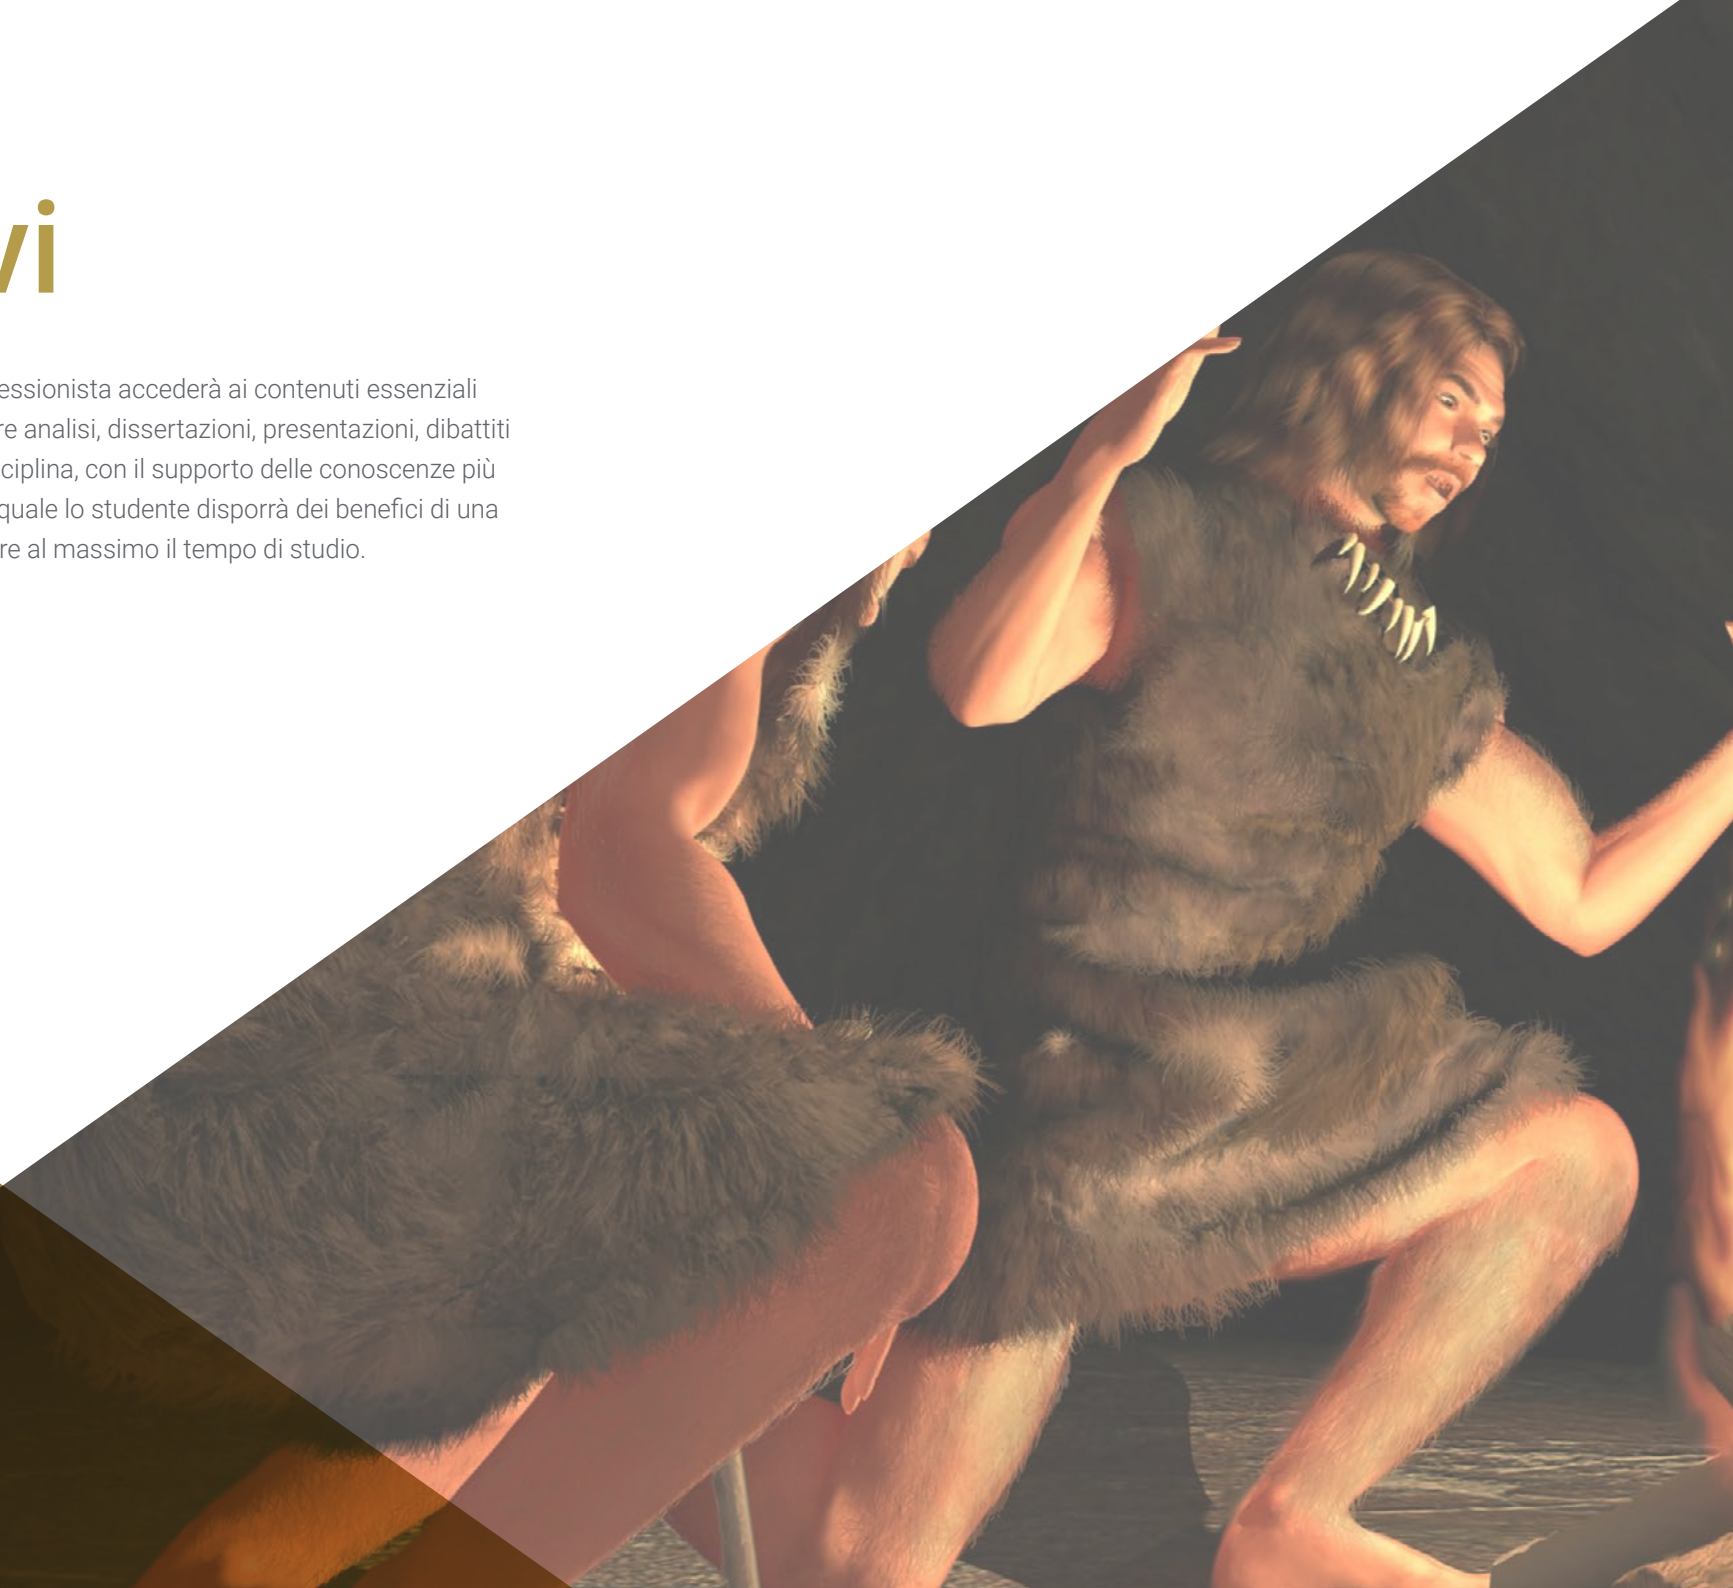 vi
essionista accederà ai contenuti essenziali
re analisi, dissertazioni, presentazioni, dibattiti
ciplina, con il supporto delle conoscenze più
quale lo studente disporrà dei benefici di una
re al massimo il tempo di studio.